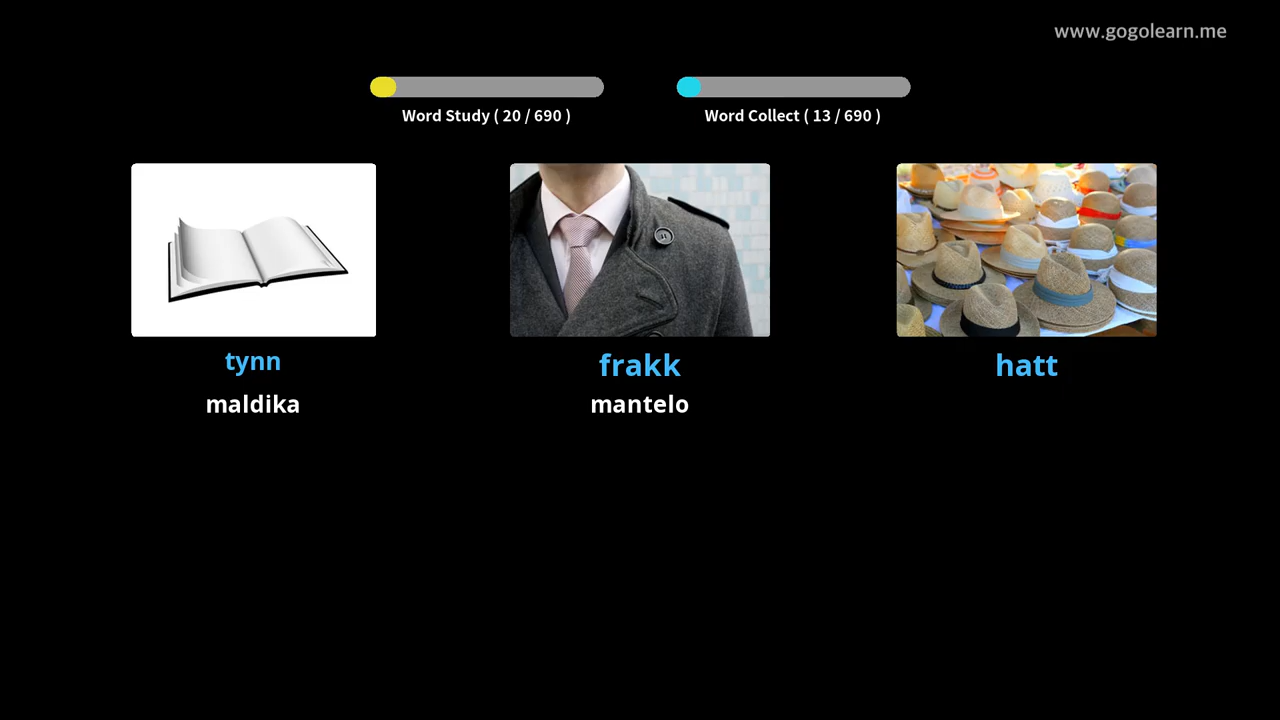 www.gogolearn.me
Word Study ( 20 / 690 )
Word Collect ( 13 / 690 )
tynn
frakk
hatt
maldika
mantelo